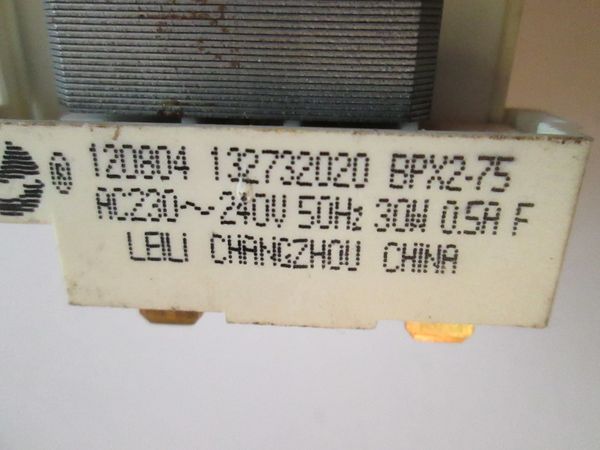 120804 132732020 BPX2-75
AC230～240V 50Hz 30W 0.5A F
LEILi CHANGZHOU CHINA